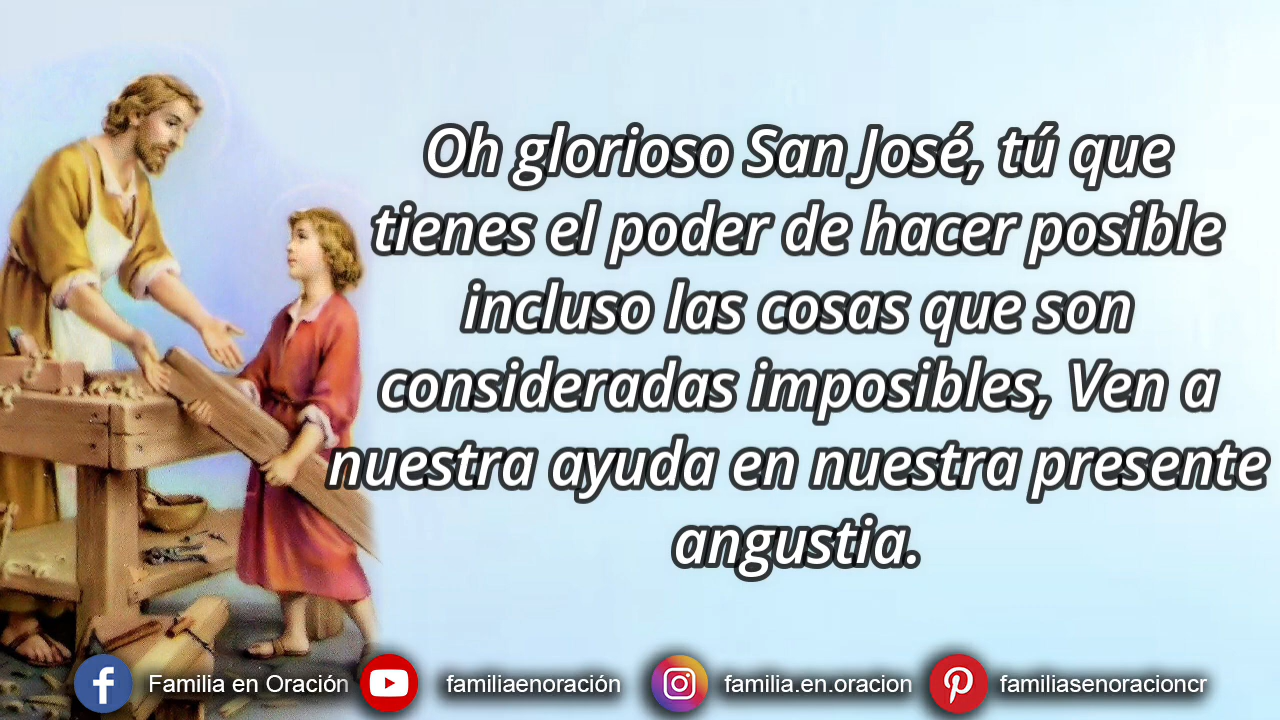 Oh glorioso San José, tú que
tienes el poder de hacer posible
incluso las cosas que son
consideradas imposibles, Ven a
nuestra ayuda en nuestra presente
angustia.
Familia en Oración
familiaenoración
familia.en.oracion
familiasenoracioncr